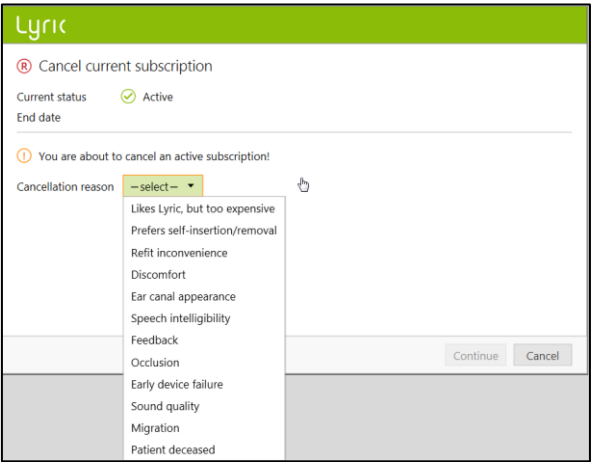 Lyric
R Cancel current subscription
Current status Active
End date
! You are about to cancel an active subscription!
Cancellation reason —select—
Likes Lyric, but too expensive
Prefers self-insertion/removal
Refit inconvenience
Discomfort
Ear canal appearance
Speech intelligibility
Feedback
Occlusion
Early device failure
Sound quality
Migration
Patient deceased
Continue Cancel